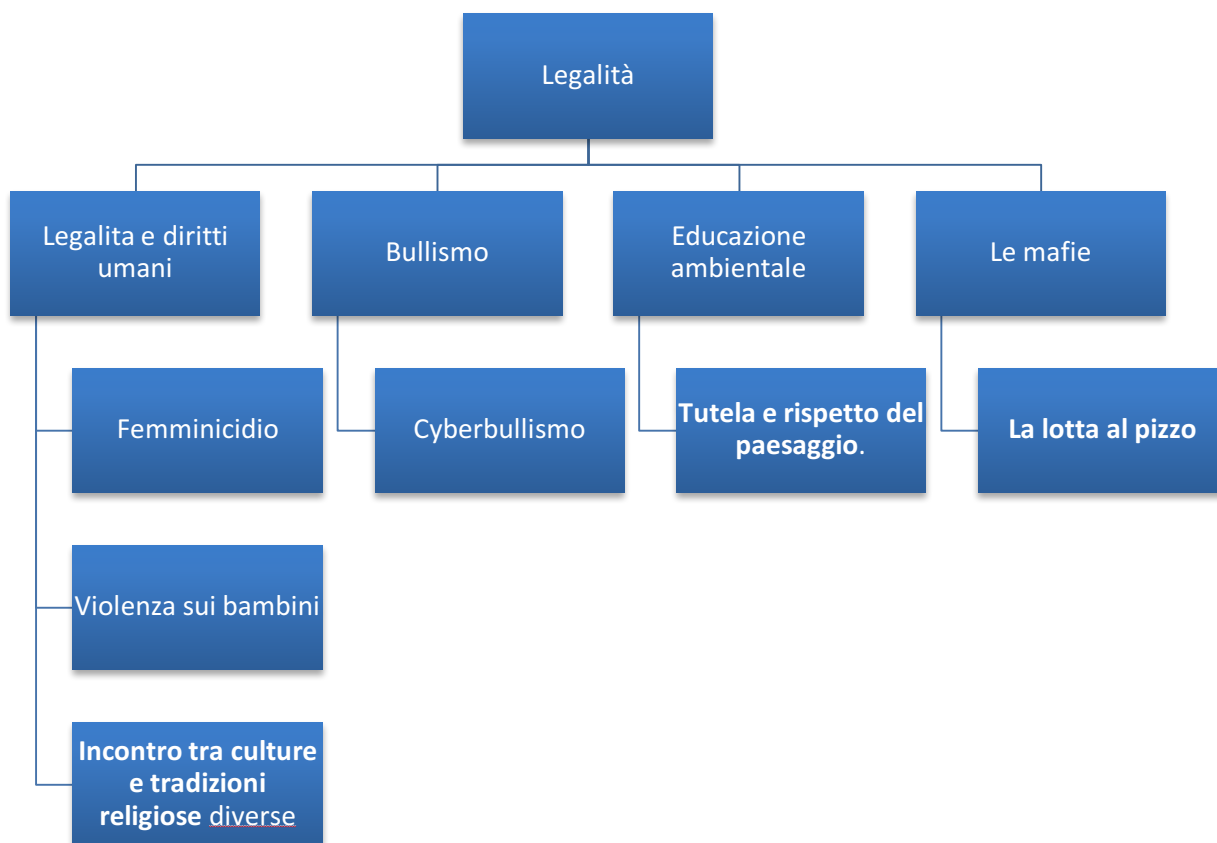 Legalità
Legalita e diritti
umani
Bullismo
Educazione
ambientale
Le mafie
Femminicidio
Cyberbullismo
Tutela e rispetto del
paesaggio.
La lotta al pizzo
Violenza sui bambini
Incontro tra culture
e tradizioni
religiose diverse